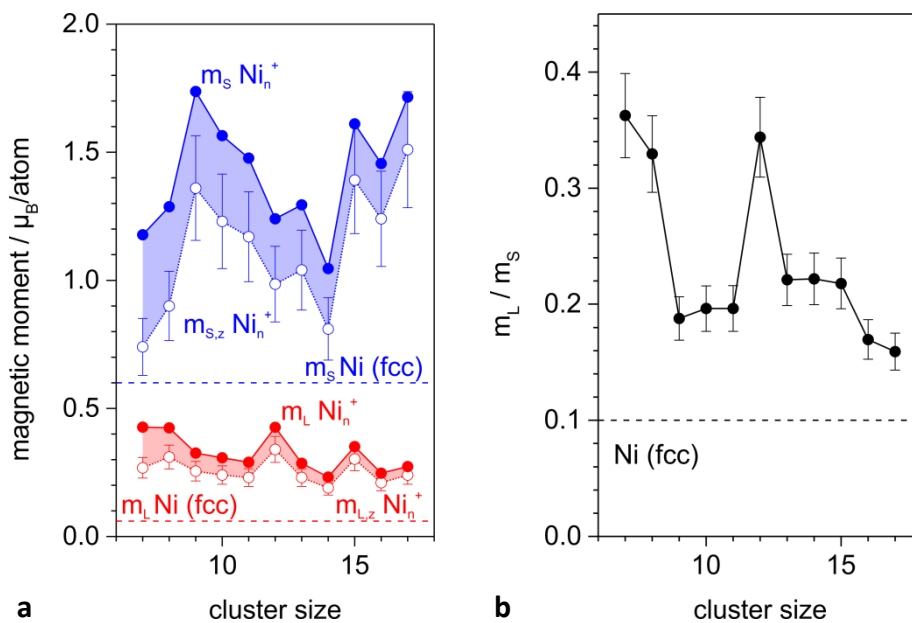 2.0
1.5
1.0
0.5
0.0
magnetic moment / μB/atom
mS Nin+
mS,z Nin+
mS Ni (fcc)
mL Nin+
mL Ni (fcc)
mL,z Nin+
10
15
a
cluster size
0.4
0.3
0.2
0.1
0.0
mL / mS
Ni (fcc)
10
15
b
cluster size